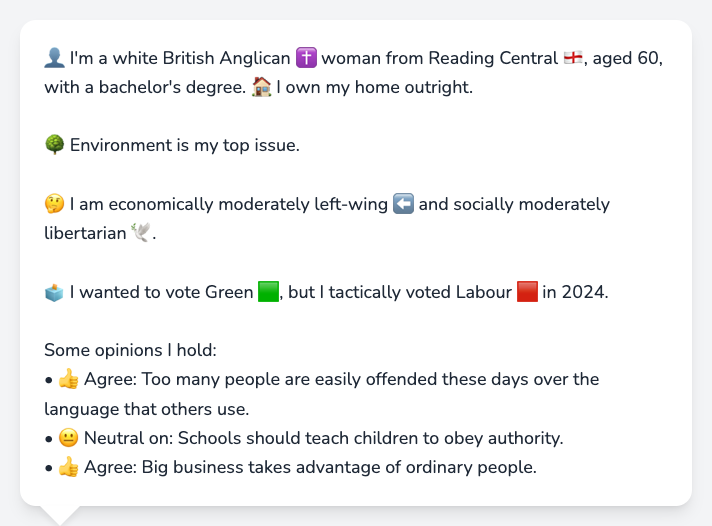 👤 I'm a white British Anglican ✝️ woman from Reading Central 🏴󠁧󠁢󠁥󠁮󠁧󠁿, aged 60,
with a bachelor's degree. 🏠 I own my home outright.
🌳 Environment is my top issue.
🤔 I am economically moderately left-wing ⬅️ and socially moderately
libertarian 🕊️.
🗳️ I wanted to vote Green 🟩, but I tactically voted Labour 🟥 in 2024.
Some opinions I hold:
• 👍 Agree: Too many people are easily offended these days over the
language that others use.
• 😐 Neutral on: Schools should teach children to obey authority.
• 👍 Agree: Big business takes advantage of ordinary people.